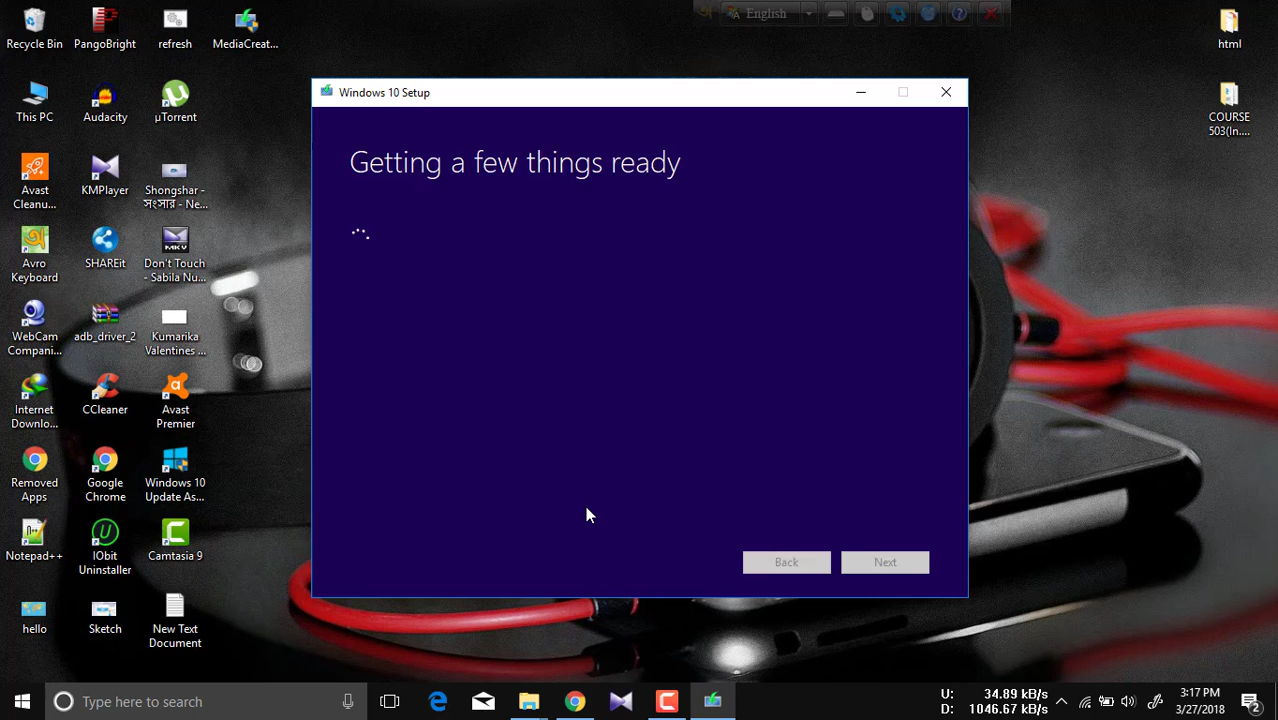 Recycle Bin
PangoBright
refresh
MediaCreat...
English
html
This PC
Audacity
µTorrent
COURSE
503(In....
Avast
Cleanu...
KMPlayer
Shongshar -
সংসার - Ne...
Avro
Keyboard
SHAREit
Don't Touch
- Sabila Nu...
WebCam
Compani...
adb_driver_2
Kumarika
Valentines ...
Internet
Downlo...
CCleaner
Avast
Premier
Removed
Apps
Google
Chrome
Windows 10
Update As...
Notepad++
IObit
Uninstaller
Camtasia 9
hello
Sketch
New Text
Document
Windows 10 Setup
Getting a few things ready
Back
Next
Type here to search
U: 34.89 kB/s
D: 1046.67 kB/s
3:17 PM
3/27/2018
2